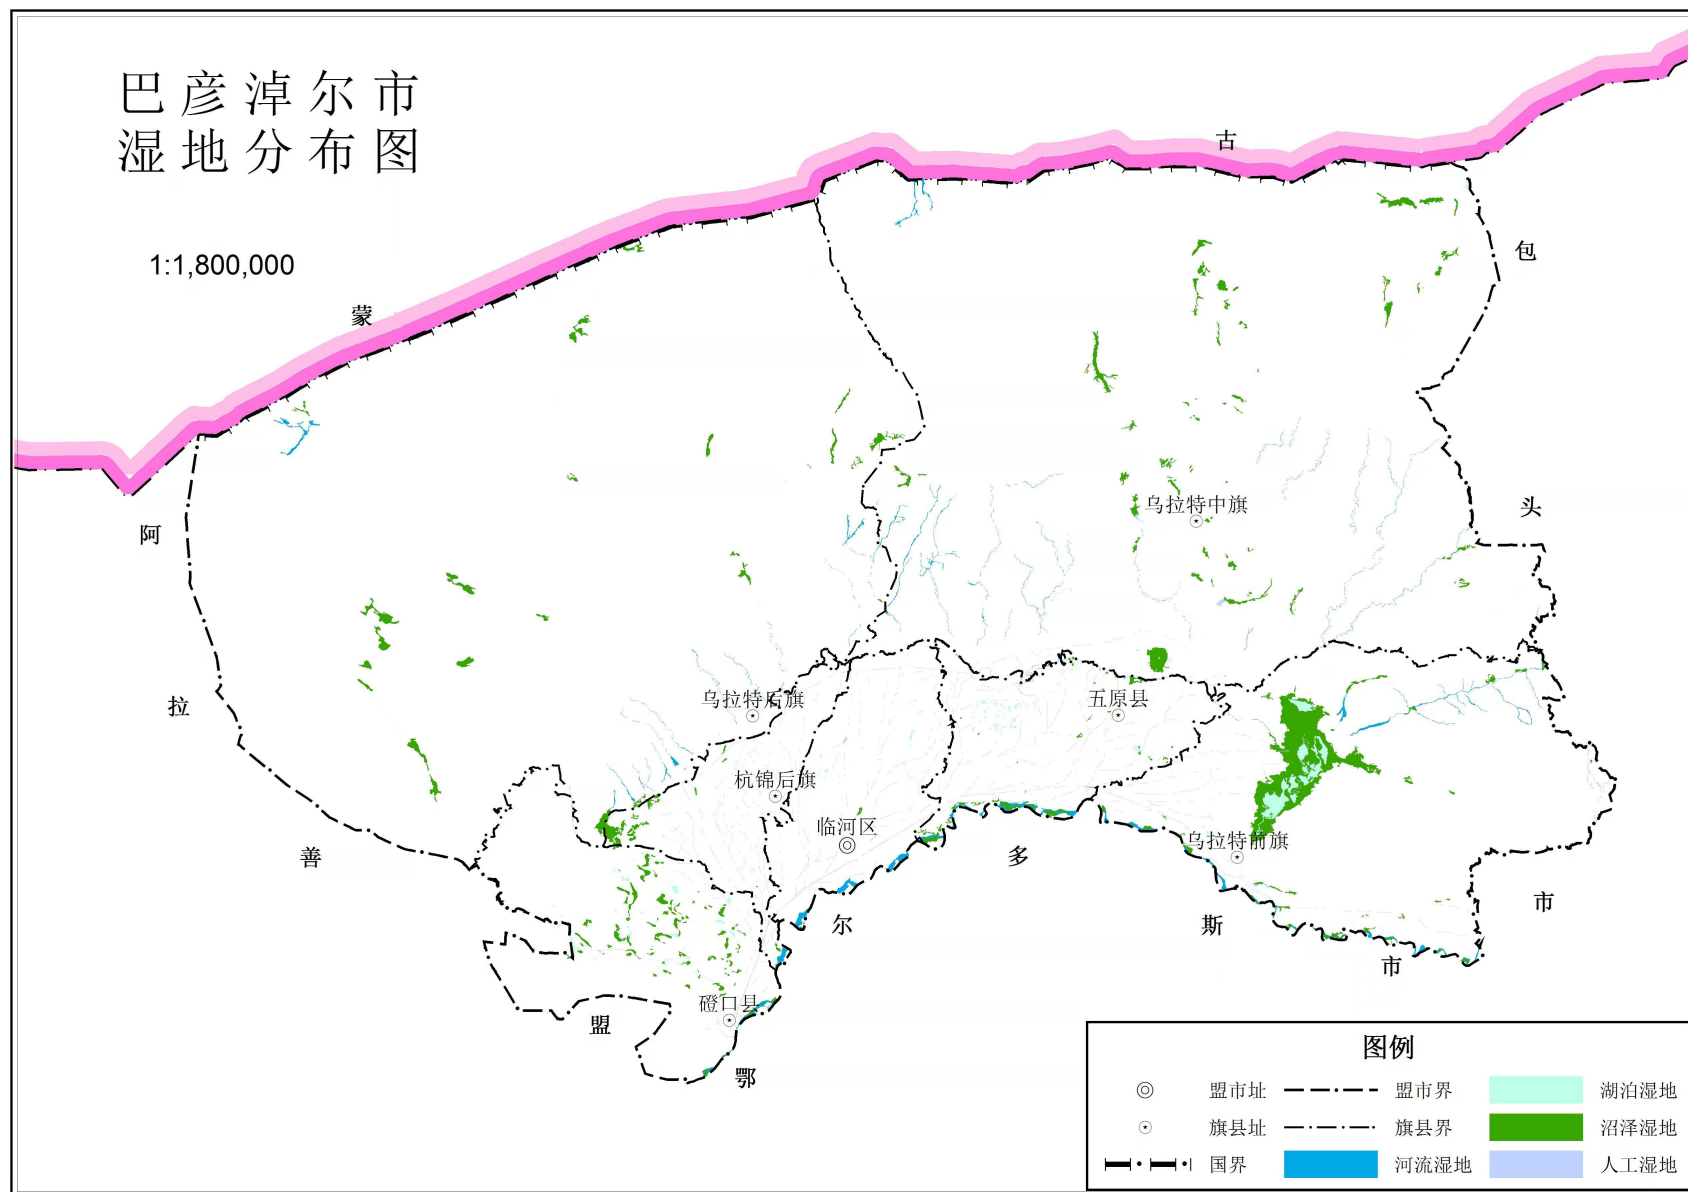 巴彦淖尔市
湿地分布图
1:1,800,000
蒙
古
包
头
市
阿
拉
善
盟
鄂
尔
多
斯
市
乌拉特中旗
乌拉特后旗
五原县
杭锦后旗
临河区
乌拉特前旗
磴口县
图例
盟市址
盟市界
湖泊湿地
旗县址
旗县界
沼泽湿地
国界
河流湿地
人工湿地